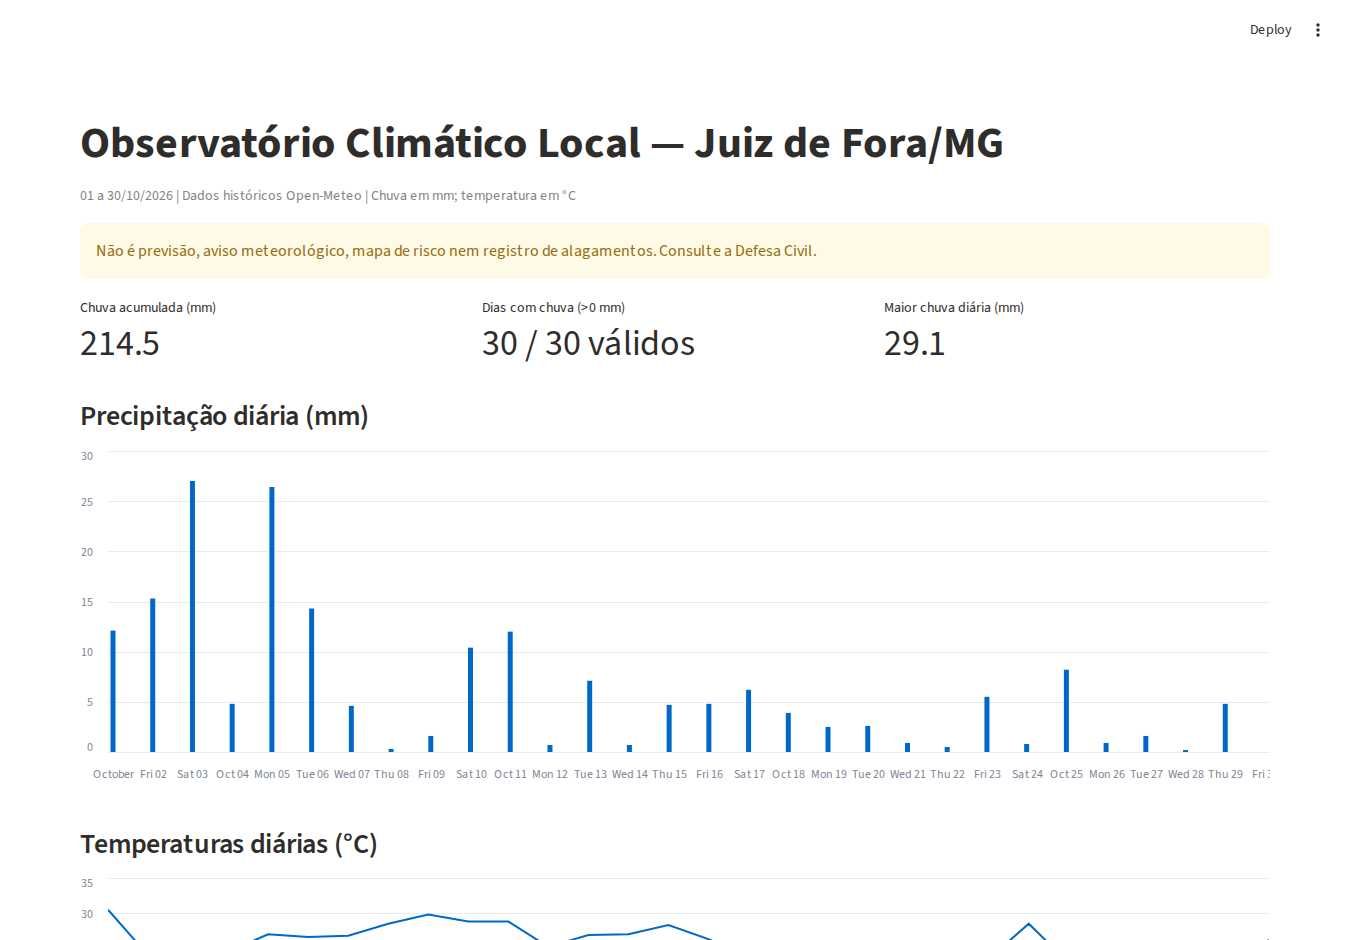 Deploy
Observatório Climático Local — Juiz de Fora/MG
01 a 30/10/2026 | Dados históricos Open-Meteo | Chuva em mm; temperatura em °C
Não é previsão, aviso meteorológico, mapa de risco nem registro de alagamentos. Consulte a Defesa Civil.
Chuva acumulada (mm) Dias com chuva (>0 mm) Maior chuva diária (mm)
214.5 30 / 30 válidos 29.1
Precipitação diária (mm)
30
25
20
15
10
5
0
October Fri 02 Sat 03 Oct 04 Mon 05 Tue 06 Wed 07 Thu 08 Fri 09 Sat 10 Oct 11 Mon 12 Tue 13 Wed 14 Thu 15 Fri 16 Sat 17 Oct 18 Mon 19 Tue 20 Wed 21 Thu 22 Fri 23 Sat 24 Oct 25 Mon 26 Tue 27 Wed 28 Thu 29 Fri
Temperaturas diárias (°C)
35
30